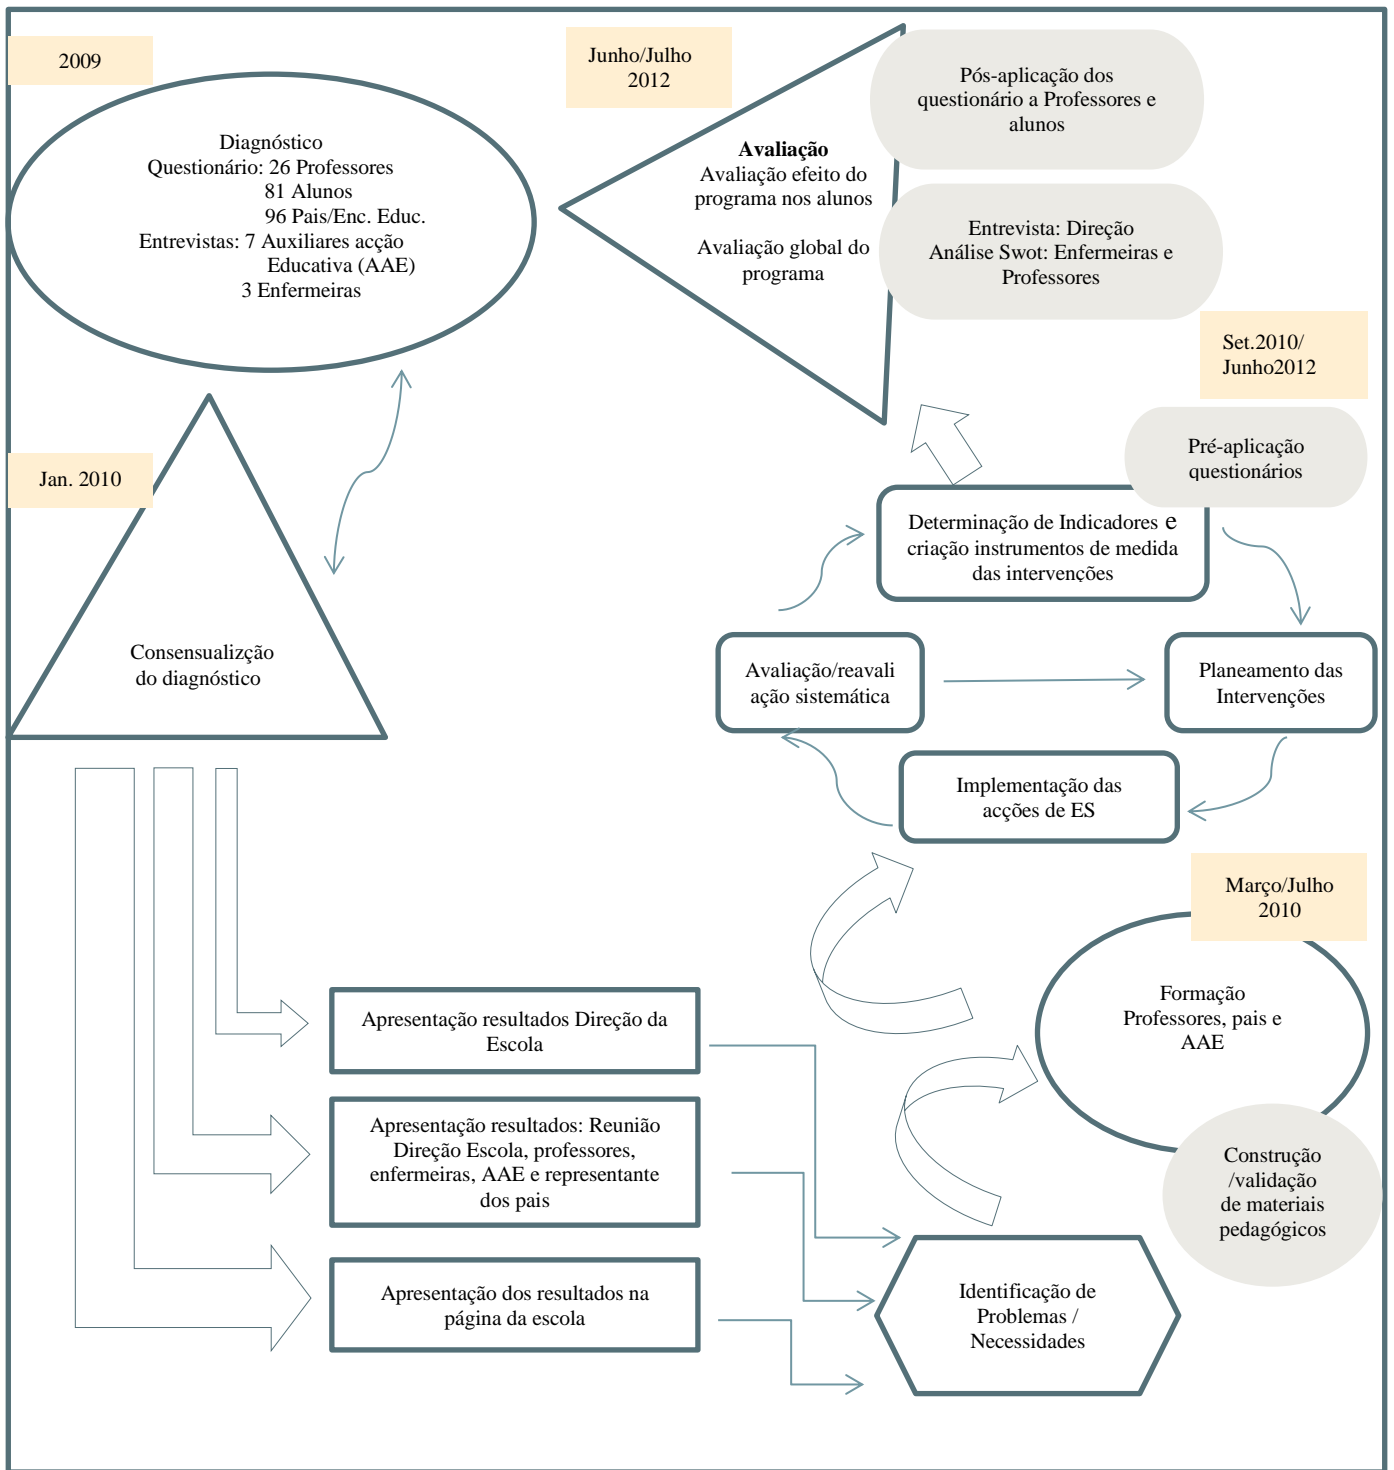 2009
Diagnóstico
Questionário: 26 Professores
81 Alunos
96 Pais/Enc. Educ.
Entrevistas: 7 Auxiliares acção
Educativa (AAE)
3 Enfermeiras
Junho/Julho
2012
Avaliação
Avaliação efeito do
programa nos alunos
Avaliação global do
programa
Pós-aplicação dos
questionário a Professores e
alunos
Entrevista: Direção
Análise Swot: Enfermeiras e
Professores
Set.2010/
Junho2012
Pré-aplicação
questionários
Jan. 2010
Consensualizção
do diagnóstico
Determinação de Indicadores e
criação instrumentos de medida
das intervenções
Avaliação/reavali
ação sistemática
Planeamento das
Intervenções
Implementação das
acções de ES
Março/Julho
2010
Formação
Professores, pais e
AAE
Construção
/validação
de materiais
pedagógicos
Apresentação resultados Direção da
Escola
Apresentação resultados: Reunião
Direção Escola, professores,
enfermeiras, AAE e representante
dos pais
Apresentação dos resultados na
página da escola
Identificação de
Problemas /
Necessidades